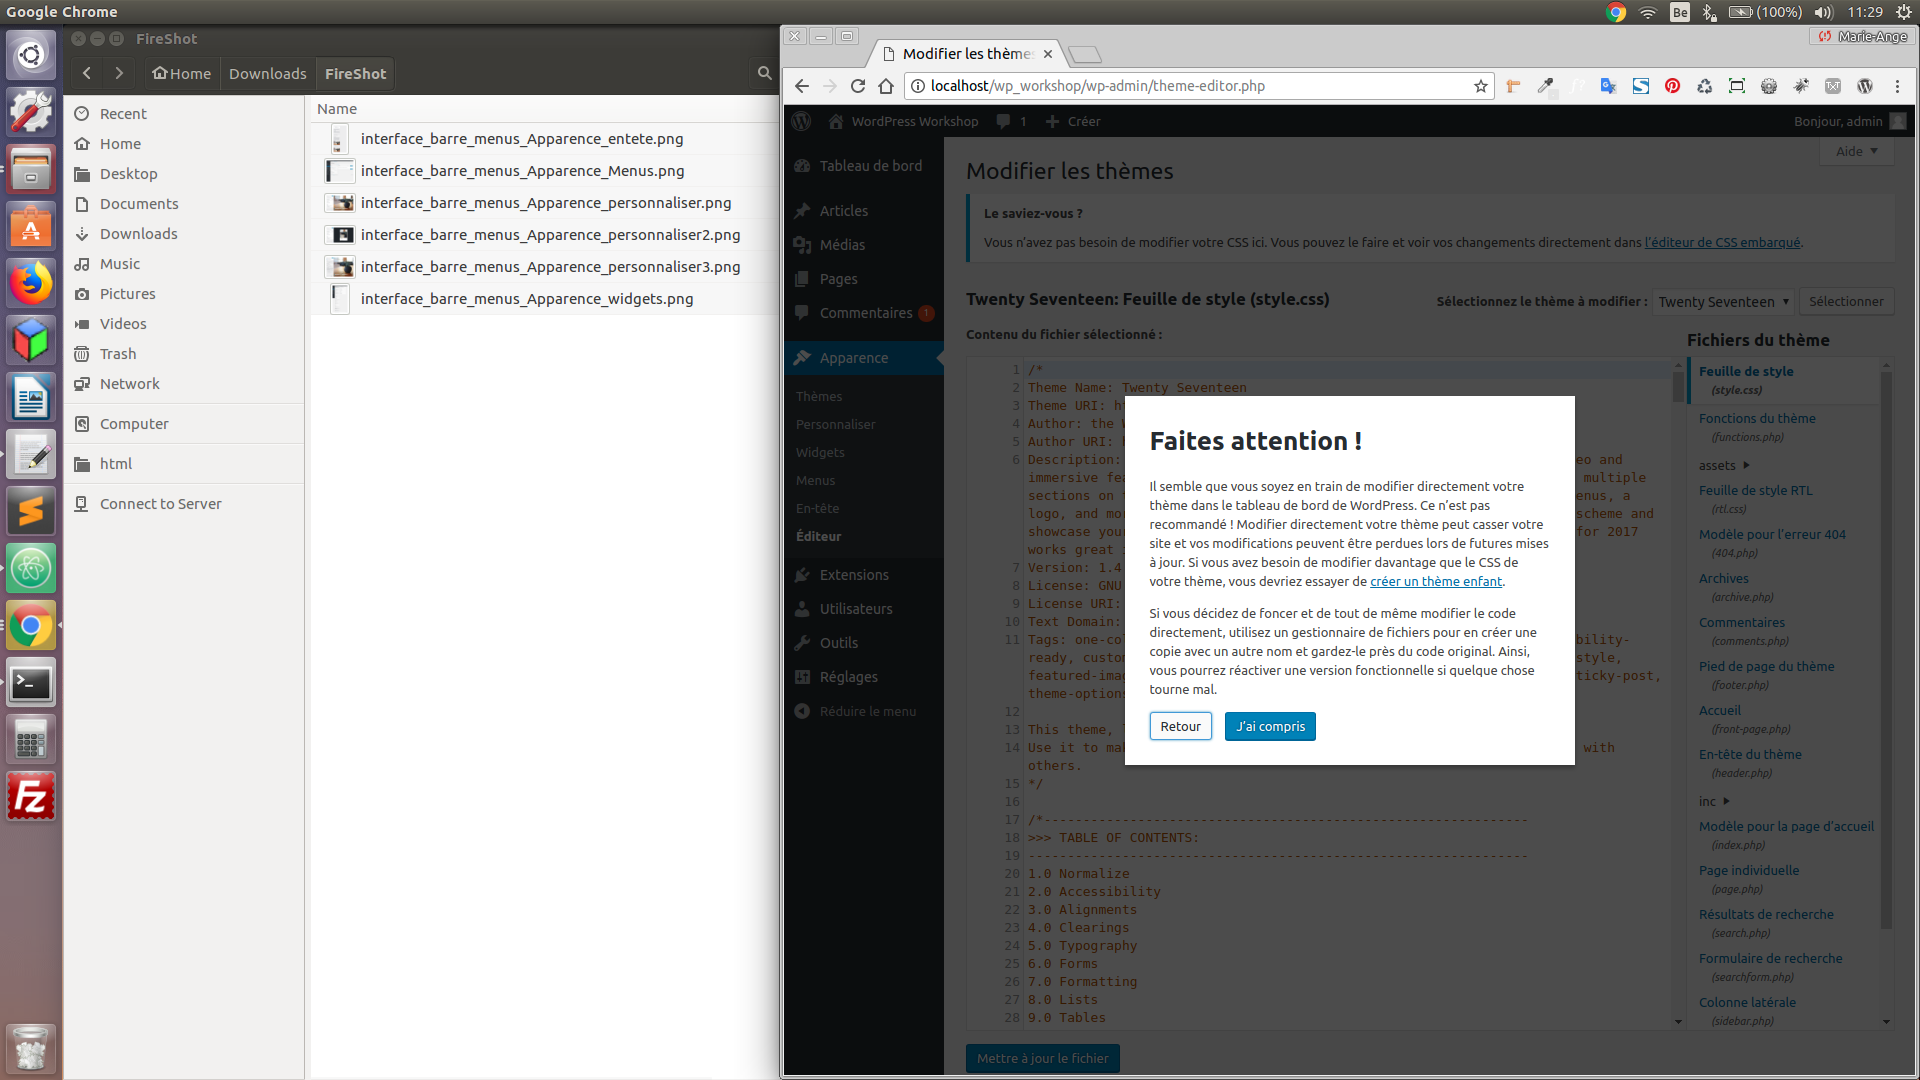 Google Chrome
Be
(100%)
11:29
FireShot
Home
Downloads
FireShot
Recent
Home
Desktop
Documents
Downloads
Music
Pictures
Videos
Trash
Network
Computer
html
Connect to Server
Name
interface_barre_menus_Apparence_entete.png
interface_barre_menus_Apparence_Menus.png
interface_barre_menus_Apparence_personnaliser.png
interface_barre_menus_Apparence_personnaliser2.png
interface_barre_menus_Apparence_personnaliser3.png
interface_barre_menus_Apparence_widgets.png
Modifier les thèmes
Marie-Ange
localhost/wp_workshop/wp-admin/theme-editor.php
WordPress Workshop
1
Créer
Bonjour, admin
Tableau de bord
Articles
Médias
Pages
Commentaires 1
Apparence
Thèmes
Personnaliser
Widgets
Menus
En-tête
Éditeur
Extensions
Utilisateurs
Outils
Réglages
Réduire le menu
Aide
Modifier les thèmes
Le saviez-vous ?
Vous n'avez pas besoin de modifier votre CSS ici. Vous pouvez le faire et voir vos changements directement dans l'éditeur de CSS embarqué.
Twenty Seventeen: Feuille de style (style.css)
Sélectionnez le thème à modifier : Twenty Seventeen Sélectionner
Contenu du fichier sélectionné :
1 /*
2 Theme Name: Twenty Seventeen
3 Theme URI:
4 Author: the
5 Author URI:
6 Description: eo and
immersive multiple
sections on enus, a
logo, and scheme and
showcase for 2017
works great
7 Version: 1.4
8 License: GNU
9 License URI:
10 Text Domain:
11 Tags: bility-
ready, style,
ticky-post,
12
13 This theme,
14 Use it to with
others.
15 */
16
17 /*--------------------------------------------------------------
18 >>> TABLE OF CONTENTS:
19 ----------------------------------------------------------------
20 1.0 Normalize
21 2.0 Accessibility
22 3.0 Alignments
23 4.0 Clearings
24 5.0 Typography
25 6.0 Forms
26 7.0 Formatting
27 8.0 Lists
28 9.0 Tables
Mettre à jour le fichier
Faites attention !
Il semble que vous soyez en train de modifier directement votre
thème dans le tableau de bord de WordPress. Ce n'est pas
recommandé ! Modifier directement votre thème peut casser votre
site et vos modifications peuvent être perdues lors de futures mises
à jour. Si vous avez besoin de modifier davantage que le CSS de
votre thème, vous devriez essayer de créer un thème enfant.
Si vous décidez de foncer et de tout de même modifier le code
directement, utilisez un gestionnaire de fichiers pour en créer une
copie avec un autre nom et gardez-le près du code original. Ainsi,
vous pourrez réactiver une version fonctionnelle si quelque chose
tourne mal.
Retour
J'ai compris
Fichiers du thème
Feuille de style
(style.css)
Fonctions du thème
(functions.php)
assets
Feuille de style RTL
(rtl.css)
Modèle pour l'erreur 404
(404.php)
Archives
(archive.php)
Commentaires
(comments.php)
Pied de page du thème
(footer.php)
Accueil
(front-page.php)
En-tête du thème
(header.php)
inc
Modèle pour la page d'accueil
(index.php)
Page individuelle
(page.php)
Résultats de recherche
(search.php)
Formulaire de recherche
(searchform.php)
Colonne latérale
(sidebar.php)